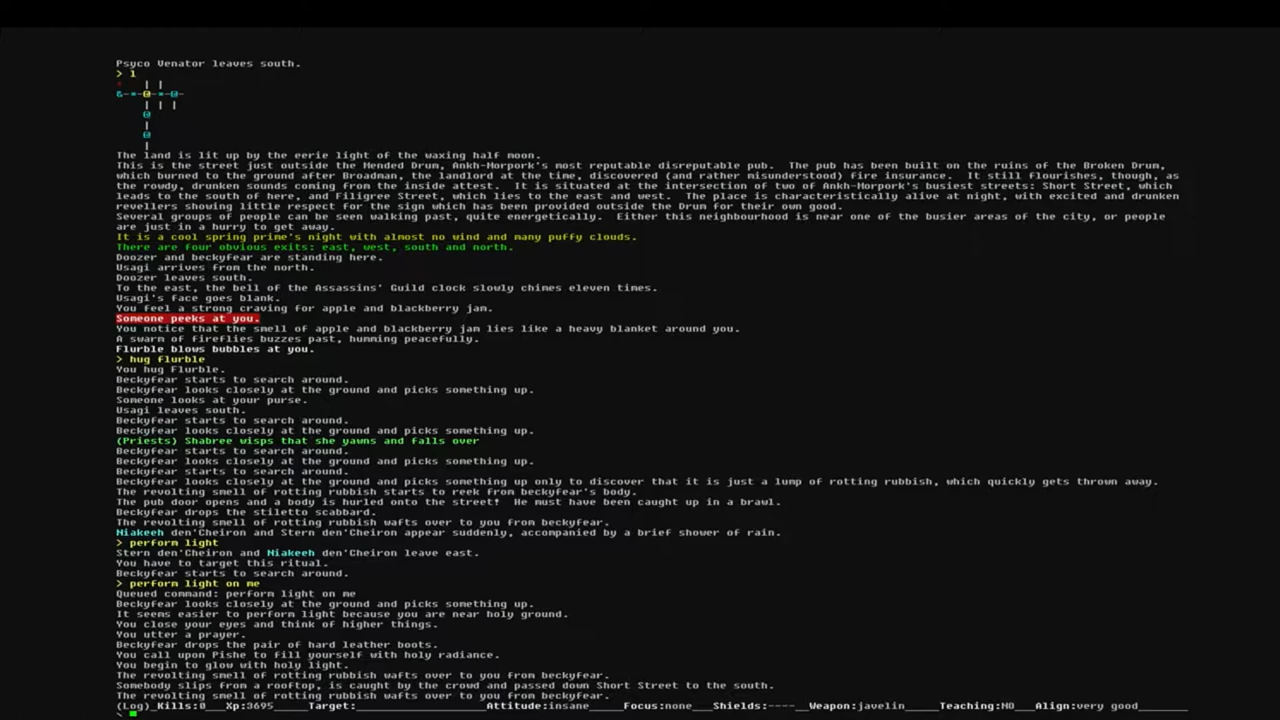 Psyco Venator leaves south.
> l
* | |
&-*-@-*-@-
| | |
@
|
@
|
The land is lit up by the eerie light of the waxing half moon.
This is the street just outside the Mended Drum, Ankh-Morpork's most reputable disreputable pub.  The pub has been built on the ruins of the Broken Drum,
which burned to the ground after Broadman, the landlord at the time, discovered (and rather misunderstood) fire insurance.  It still flourishes, though, as
the rowdy, drunken sounds coming from the inside attest.  It is situated at the intersection of two of Ankh-Morpork's busiest streets: Short Street, which
leads to the south of here, and Filigree Street, which lies to the east and west.  The place is characteristically alive at night, with excited and drunken
revellers showing little respect for the sign which has been provided outside the Drum for their own good.
Several groups of people can be seen walking past, quite energetically.  Either this neighbourhood is near one of the busier areas of the city, or people
are just in a hurry to get away.
It is a cool spring prime's night with almost no wind and many puffy clouds.
There are four obvious exits: east, west, south and north.
Doozer and beckyfear are standing here.
Usagi arrives from the north.
Doozer leaves south.
To the east, the bell of the Assassins' Guild clock slowly chimes eleven times.
Usagi's face goes blank.
You feel a strong craving for apple and blackberry jam.
Someone peeks at you.
You notice that the smell of apple and blackberry jam lies like a heavy blanket around you.
A swarm of fireflies buzzes past, humming peacefully.
Flurble blows bubbles at you.
> hug flurble
You hug Flurble.
Beckyfear starts to search around.
Beckyfear looks closely at the ground and picks something up.
Someone looks at your purse.
Usagi leaves south.
Beckyfear starts to search around.
Beckyfear looks closely at the ground and picks something up.
(Priests) Shabree wisps that she yawns and falls over
Beckyfear starts to search around.
Beckyfear looks closely at the ground and picks something up.
Beckyfear starts to search around.
Beckyfear looks closely at the ground and picks something up only to discover that it is just a lump of rotting rubbish, which quickly gets thrown away.
The revolting smell of rotting rubbish starts to reek from beckyfear's body.
The pub door opens and a body is hurled onto the street!  He must have been caught up in a brawl.
Beckyfear drops the stiletto scabbard.
The revolting smell of rotting rubbish wafts over to you from beckyfear.
Niakeeh den'Cheiron and Stern den'Cheiron appear suddenly, accompanied by a brief shower of rain.
> perform light
Stern den'Cheiron and Niakeeh den'Cheiron leave east.
You have to target this ritual.
Beckyfear starts to search around.
> perform light on me
Queued command: perform light on me
Beckyfear looks closely at the ground and picks something up.
It seems easier to perform light because you are near holy ground.
You close your eyes and think of higher things.
You utter a prayer.
Beckyfear drops the pair of hard leather boots.
You call upon Pishe to fill yourself with holy radiance.
You begin to glow with holy light.
The revolting smell of rotting rubbish wafts over to you from beckyfear.
Somebody slips from a rooftop, is caught by the crowd and passed down Short Street to the south.
The revolting smell of rotting rubbish wafts over to you from beckyfear.
(Log)_Kills:0___Xp:3695_____Target:______________________Attitude:insane____Focus:none___Shields:----__Weapon:javelin___Teaching:NO___Align:very good_______
\